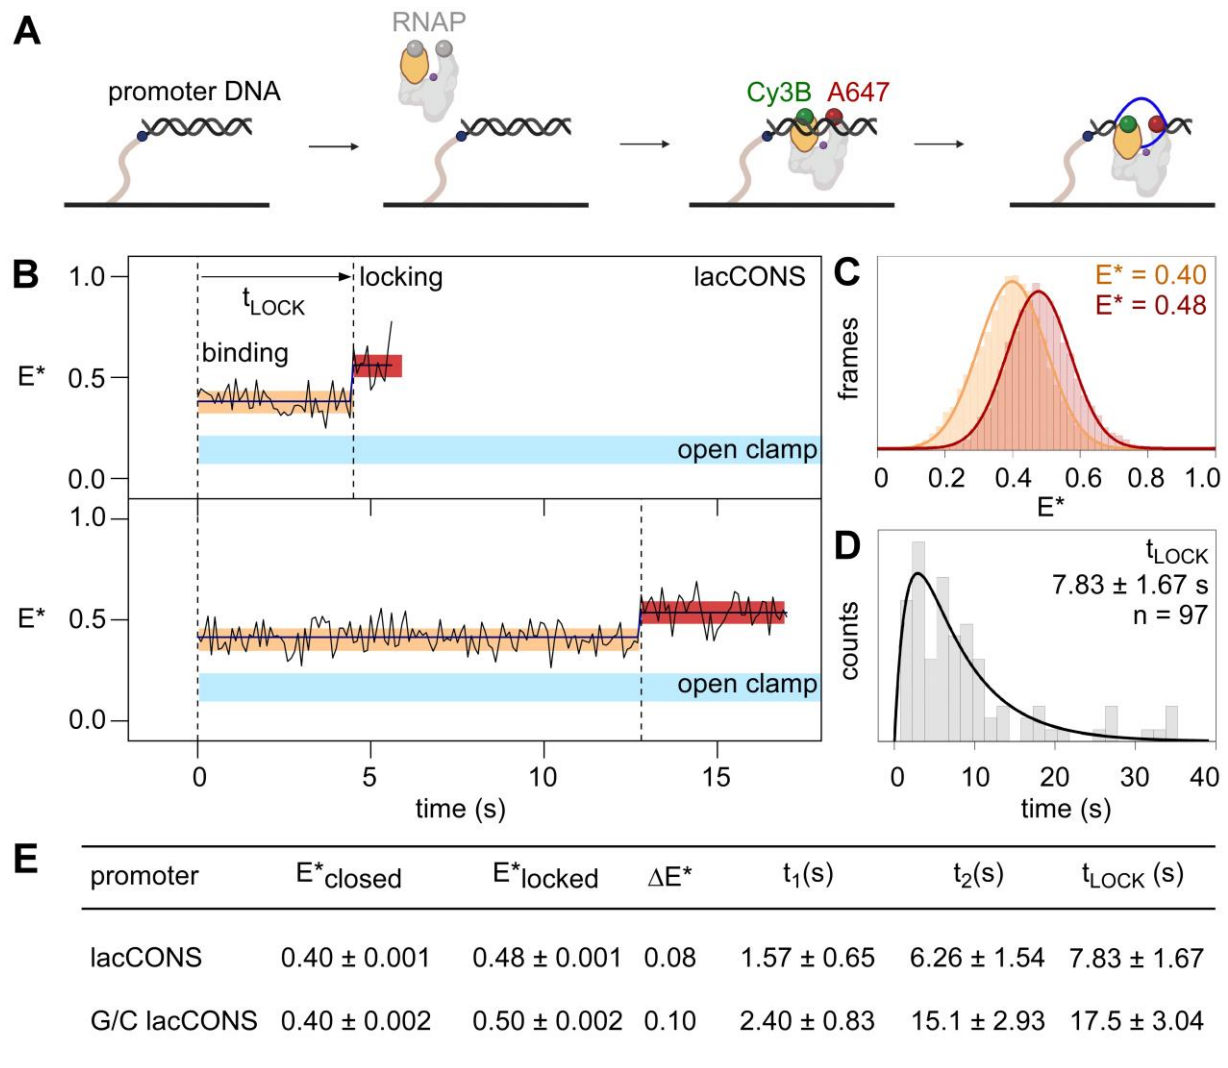 A
promoter DNA
RNAP
Cy3B A647
B
1.0
0.5
0.0
E*
t_LOCK
locking
binding
lacCONS
open clamp
1.0
0.5
0.0
E*
open clamp
0 5 10 15
time (s)
C
frames
E* = 0.40
E* = 0.48
0 0.2 0.4 0.6 0.8 1.0
E*
D
counts
t_LOCK
7.83 ± 1.67 s
n = 97
0 10 20 30 40
time (s)
E
promoter E*closed E*locked ΔE* t1(s) t2(s) t_LOCK (s)
lacCONS 0.40 ± 0.001 0.48 ± 0.001 0.08 1.57 ± 0.65 6.26 ± 1.54 7.83 ± 1.67
G/C lacCONS 0.40 ± 0.002 0.50 ± 0.002 0.10 2.40 ± 0.83 15.1 ± 2.93 17.5 ± 3.04